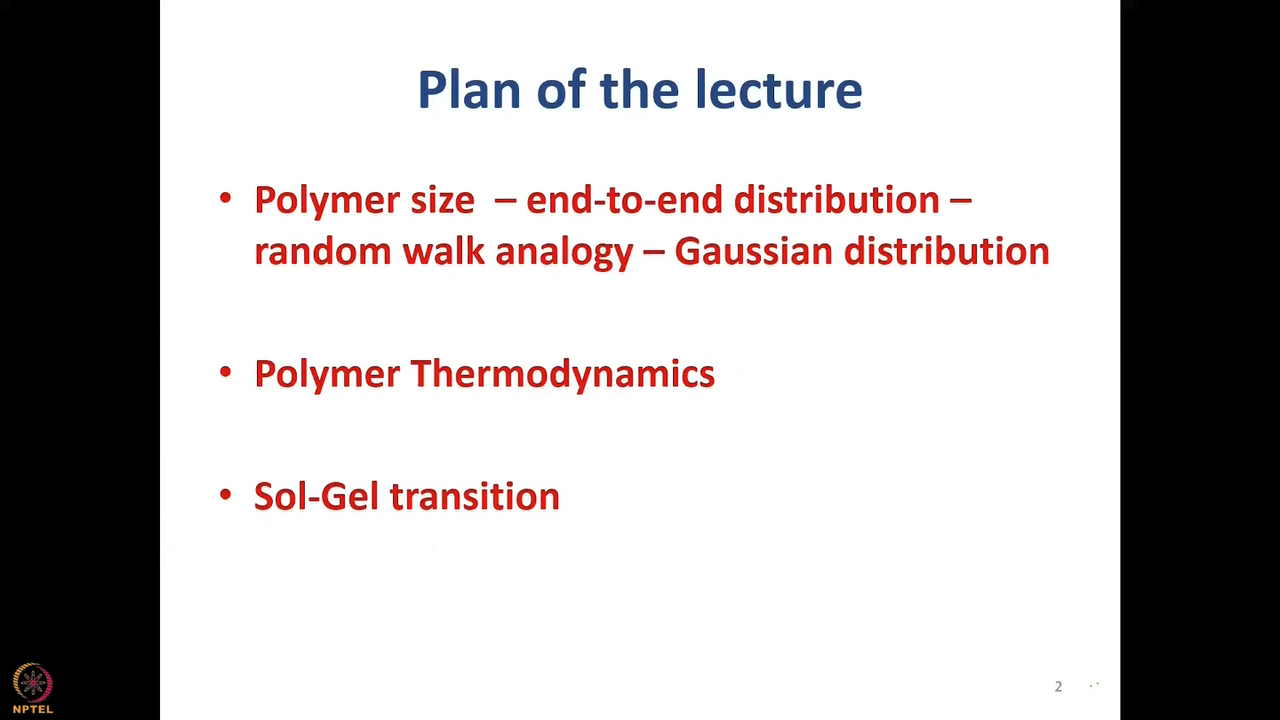 Plan of the lecture
• Polymer size – end-to-end distribution –
random walk analogy – Gaussian distribution
• Polymer Thermodynamics
• Sol-Gel transition
2
NPTEL